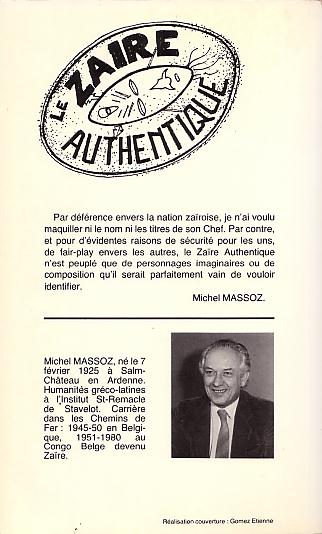 LE ZAIRE
AUTHENTIQUE
Par déférence envers la nation zaïroise, je n'ai voulu
maquiller ni le nom ni les titres de son Chef. Par contre,
et pour d'évidentes raisons de sécurité pour les uns,
de fair-play envers les autres, le Zaïre Authentique
n'est peuplé que de personnages imaginaires ou de
composition qu'il serait parfaitement vain de vouloir
identifier.
Michel MASSOZ.
Michel MASSOZ, né le 7
février 1925 à Salm-
Château en Ardenne.
Humanités gréco-latines
à l'Institut St-Remacle
de Stavelot. Carrière
dans les Chemins de
Fer : 1945-50 en Belgi-
que, 1951-1980 au
Congo Belge devenu
Zaïre.
Réalisation couverture : Gomez Etienne